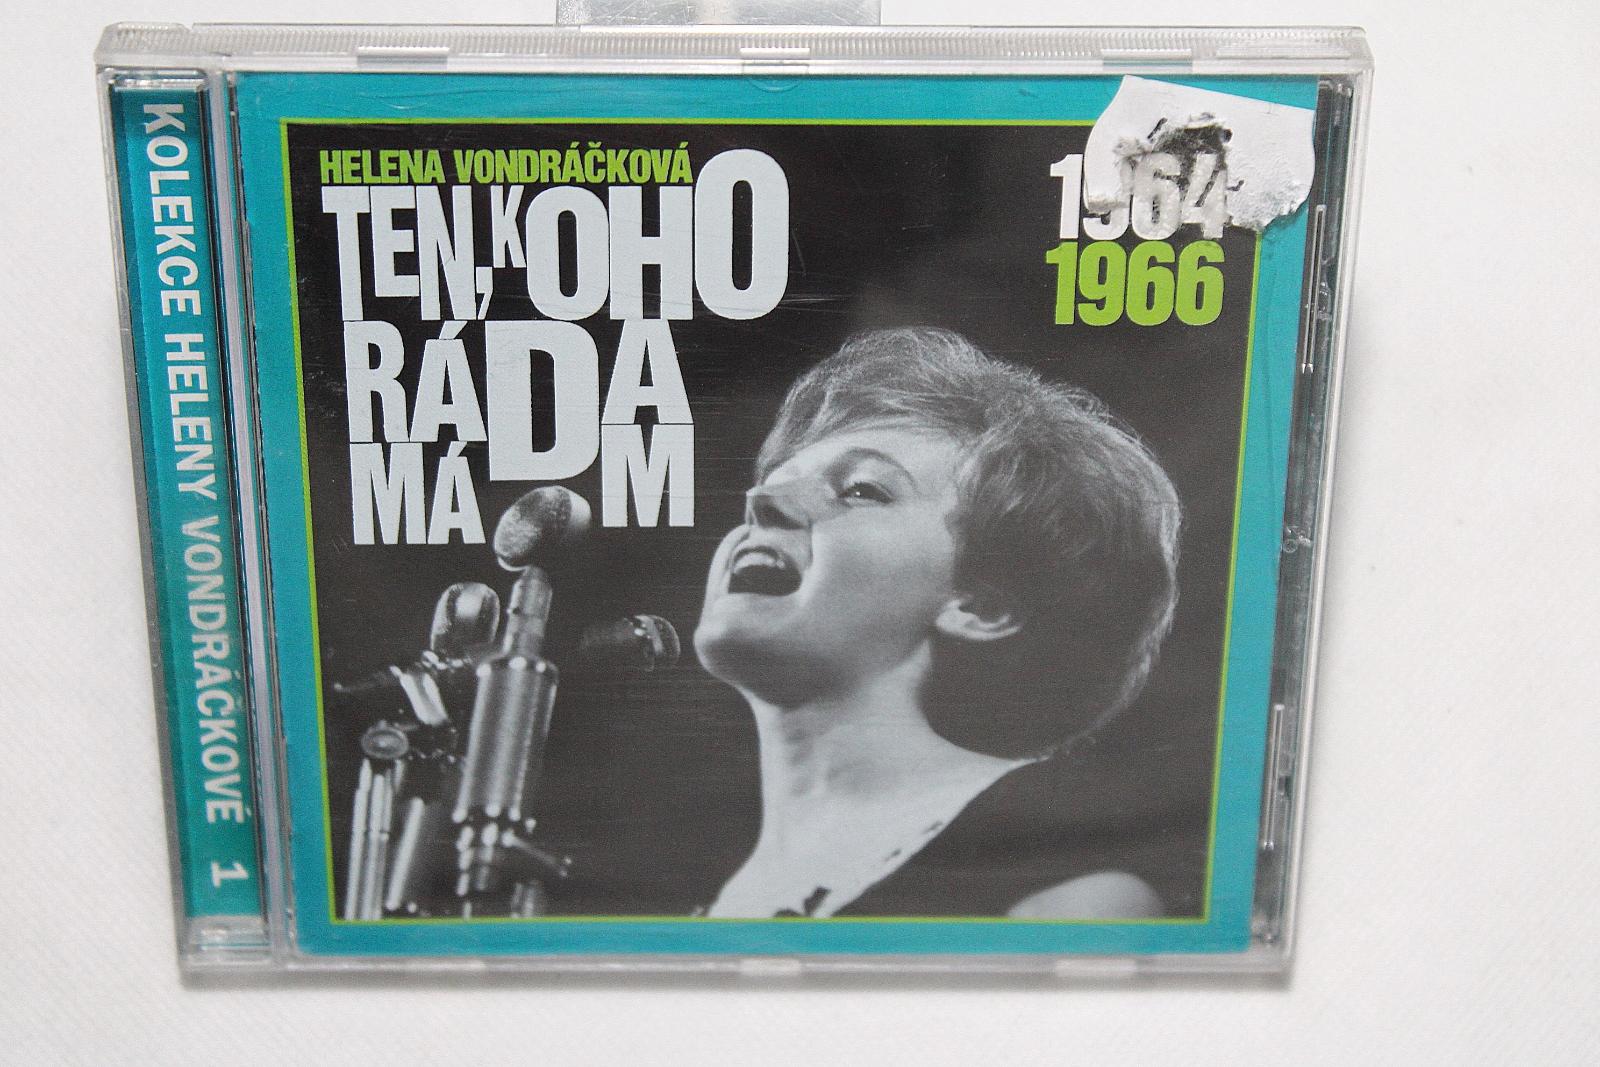 KOLEKCE HELENY VONDRÁČKOVÉ 1
HELENA VONDRÁČKOVÁ
TEN, KOHO
RÁDA
MÁM
1964
1966